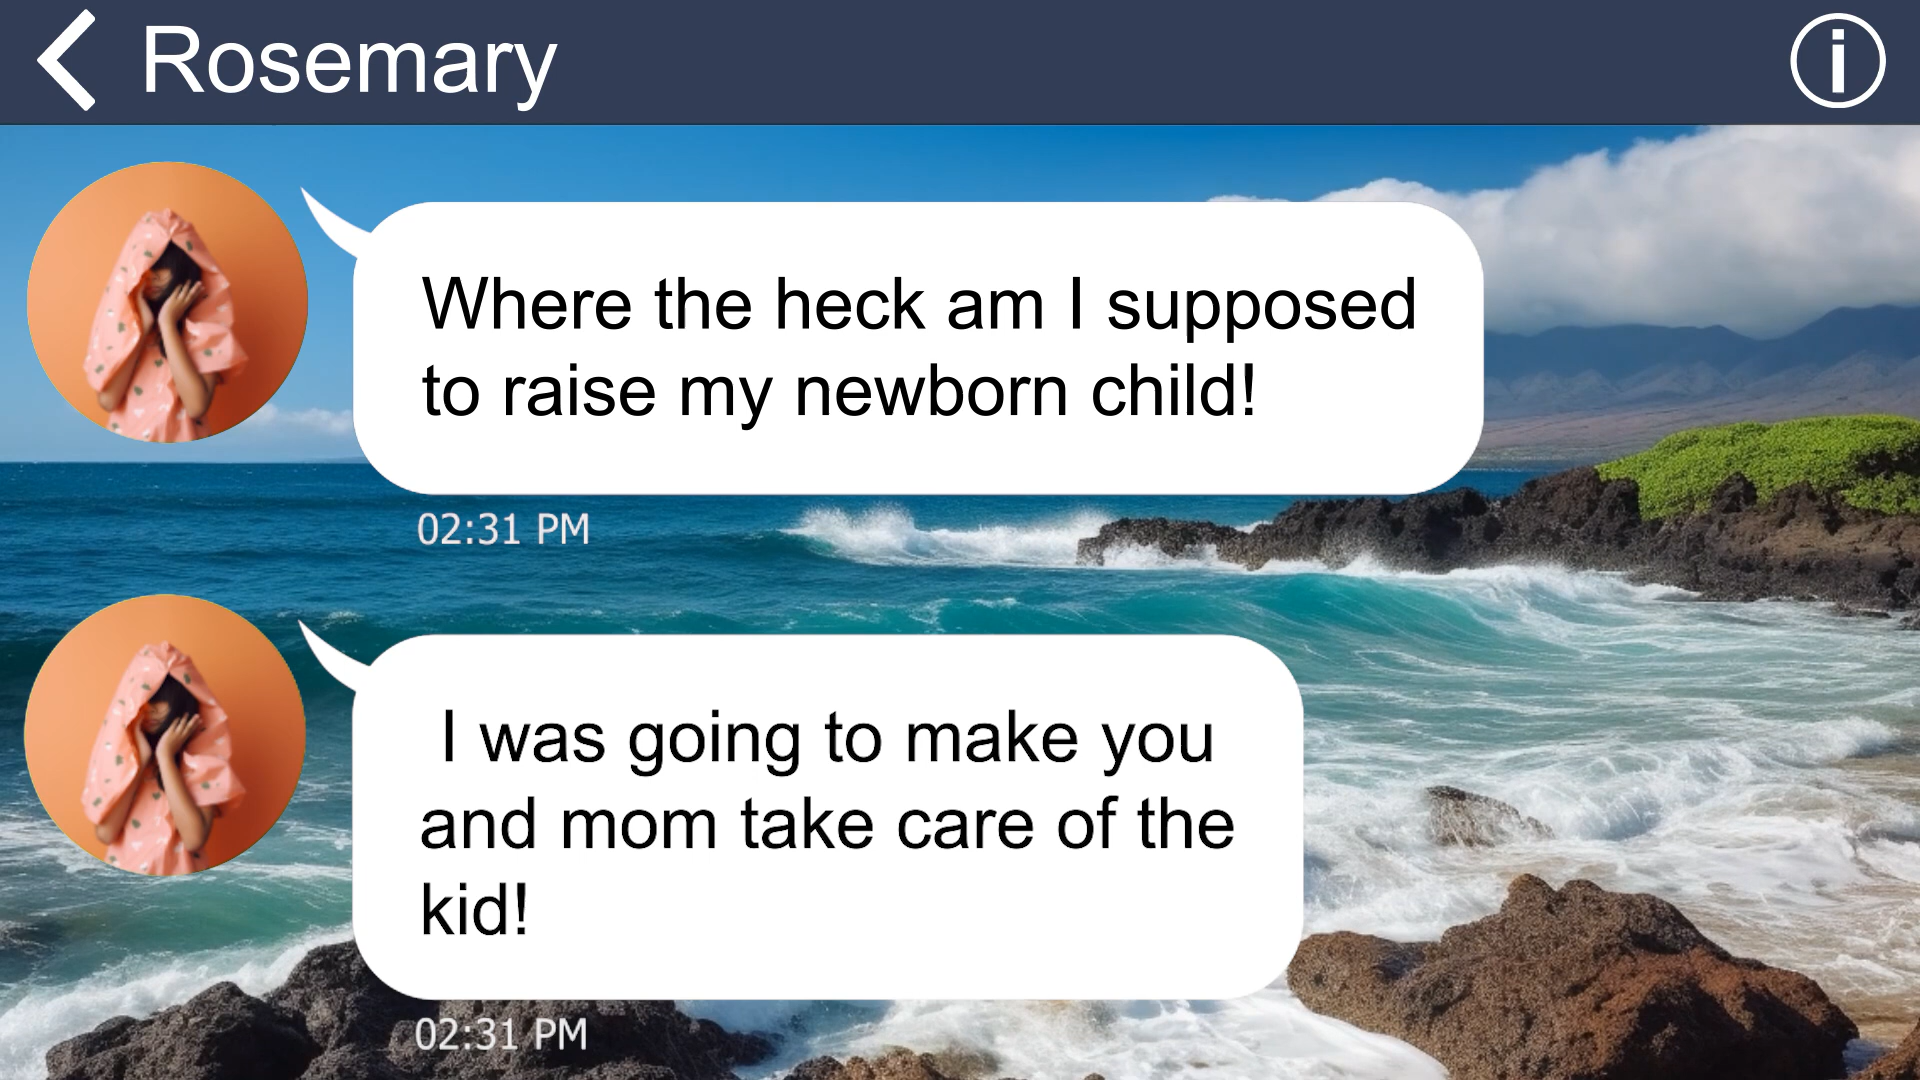 Rosemary
Where the heck am I supposed
to raise my newborn child!
02:31 PM
I was going to make you
and mom take care of the
kid!
02:31 PM